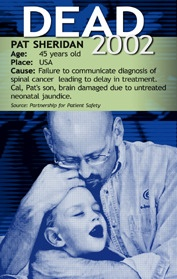 DEAD
2002
PAT SHERIDAN
Age: 45 years old
Place: USA
Cause: Failure to communicate diagnosis of
spinal cancer leading to delay in treatment.
Cal, Pat's son, brain damaged due to untreated
neonatal jaundice.
Source: Partnership for Patient Safety.